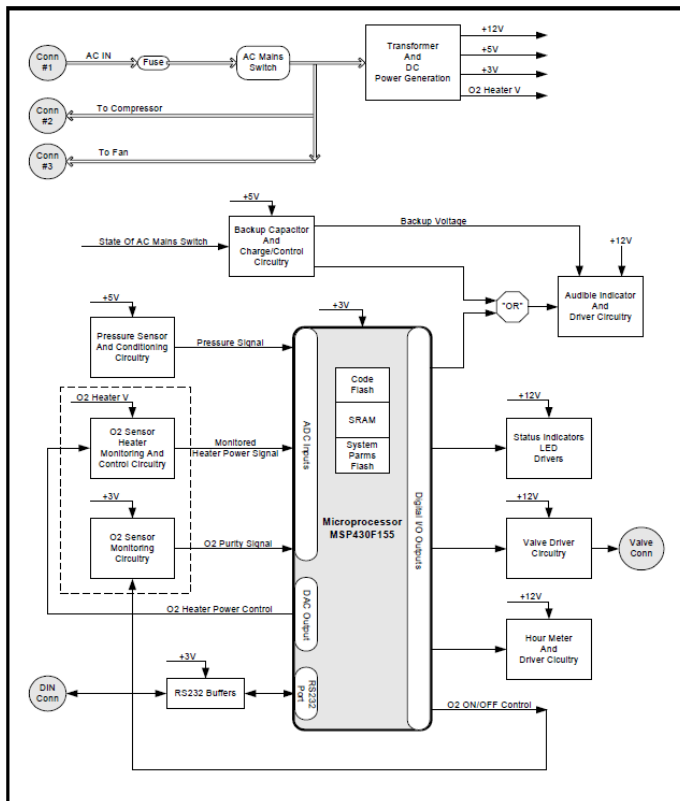 Conn
#1
AC IN
Fuse
AC Mains
Switch
Transformer
And
DC
Power Generation
+12V
+5V
+3V
O2 Heater V
Conn
#2
To Compressor
Conn
#3
To Fan
+5V
State Of AC Mains Switch
Backup Capacitor
And
Charge/Control
Circuitry
Backup Voltage
+12V
"OR"
Audible Indicator
And
Driver Circuitry
+5V
Pressure Sensor
And Conditioning
Circuitry
Pressure Signal
+3V
Code
Flash
SRAM
System
Parms
Flash
ADC Inputs
Microprocessor
MSP430F155
Digital I/O Outputs
DAC Output
RS232
Port
O2 Heater V
O2 Sensor
Heater
Monitoring And
Control Circuitry
Monitored
Heater Power Signal
+3V
O2 Sensor
Monitoring
Circuitry
O2 Purity Signal
O2 Heater Power Control
+12V
Status Indicators
LED
Drivers
+12V
Valve Driver
Circuitry
Valve
Conn
+12V
Hour Meter
And
Driver Circuitry
+3V
DIN
Conn
RS232 Buffers
O2 ON/OFF Control